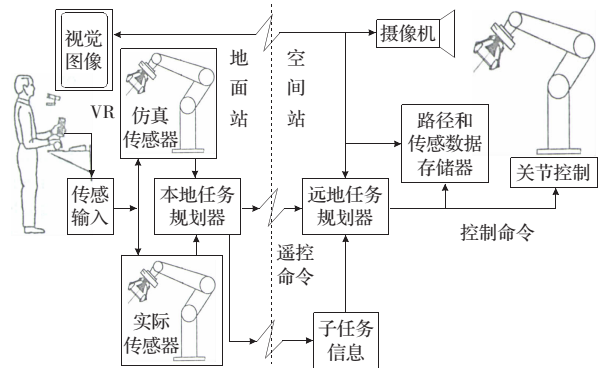 视觉
图像
VR
仿真
传感器
地
面
站
空
间
站
摄像机
路径和
传感数据
存储器
关节控制
传感
输入
本地任务
规划器
远地任务
规划器
控制命令
遥控
命令
实际
传感器
子任务
信息